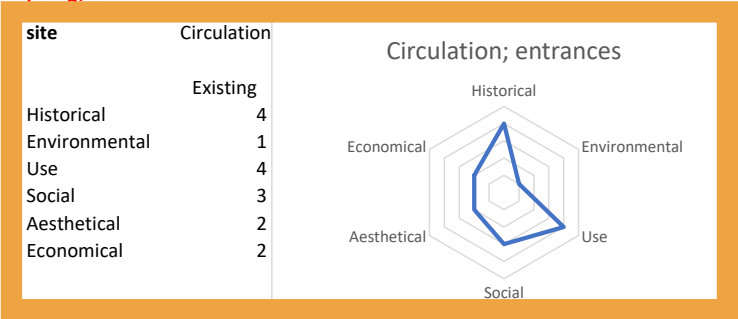 site Circulation
Existing
Historical 4
Environmental 1
Use 4
Social 3
Aesthetical 2
Economical 2
Circulation; entrances
Historical
Environmental
Use
Social
Aesthetical
Economical